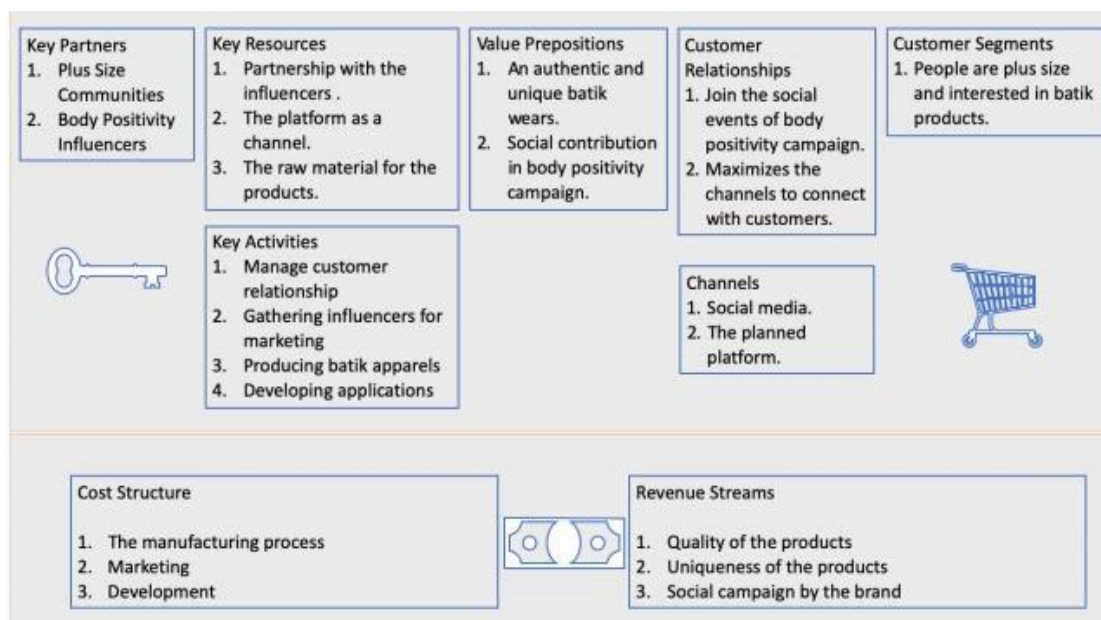 Key Partners
1. Plus Size
Communities
2. Body Positivity
Influencers
Key Resources
1. Partnership with the
influencers .
2. The platform as a
channel.
3. The raw material for the
products.
Key Activities
1. Manage customer
relationship
2. Gathering influencers for
marketing
3. Producing batik apparels
4. Developing applications
Value Prepositions
1. An authentic and
unique batik
wears.
2. Social contribution
in body positivity
campaign.
Customer
Relationships
1. Join the social
events of body
positivity campaign.
2. Maximizes the
channels to connect
with customers.
Channels
1. Social media.
2. The planned
platform.
Customer Segments
1. People are plus size
and interested in batik
products.
Cost Structure
1. The manufacturing process
2. Marketing
3. Development
Revenue Streams
1. Quality of the products
2. Uniqueness of the products
3. Social campaign by the brand